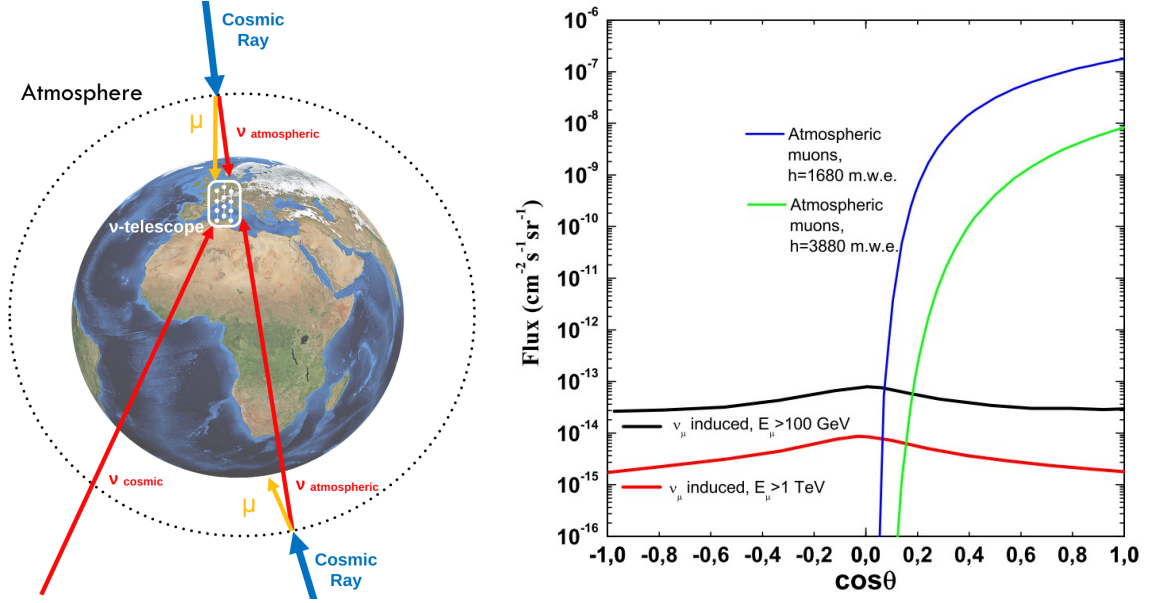 Cosmic
Ray
Atmosphere
μ
ν atmospheric
ν-telescope
ν cosmic
ν atmospheric
μ
Cosmic
Ray
10⁻⁶
10⁻⁷
10⁻⁸
10⁻⁹
10⁻¹⁰
10⁻¹¹
10⁻¹²
10⁻¹³
10⁻¹⁴
10⁻¹⁵
10⁻¹⁶
Flux (cm⁻²s⁻¹sr⁻¹)
Atmospheric
muons,
h=1680 m.w.e.
Atmospheric
muons,
h=3880 m.w.e.
νμ induced, Eμ>100 GeV
νμ induced, Eμ>1 TeV
-1,0 -0,8 -0,6 -0,4 -0,2 0,0 0,2 0,4 0,6 0,8 1,0
cosθ